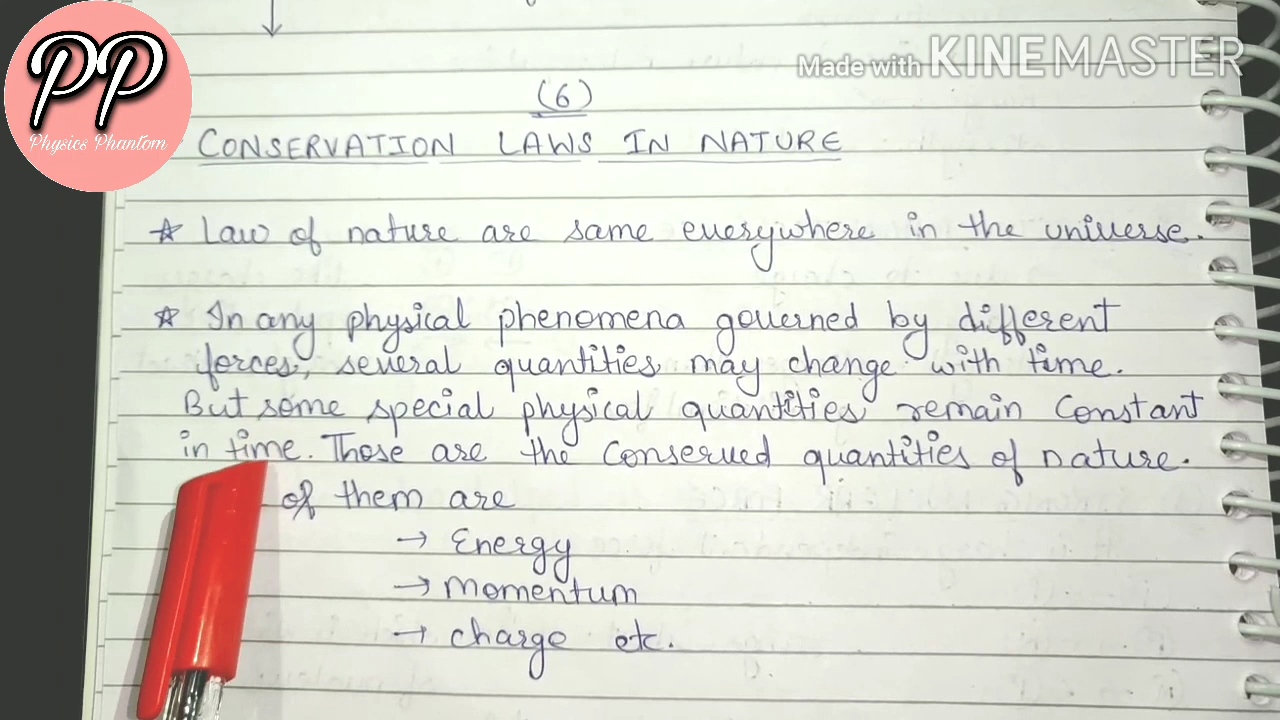 PP
Physics Phantom
Made with KINEMASTER
(6)
CONSERVATION LAWS IN NATURE
☆ Law of nature are same everywhere in the universe.
☆ In any physical phenomena governed by different
forces, several quantities may change with time.
But some special physical quantities remain constant
in time. Those are the conserved quantities of nature.
of them are
→ Energy
→ Momentum
→ charge etc.